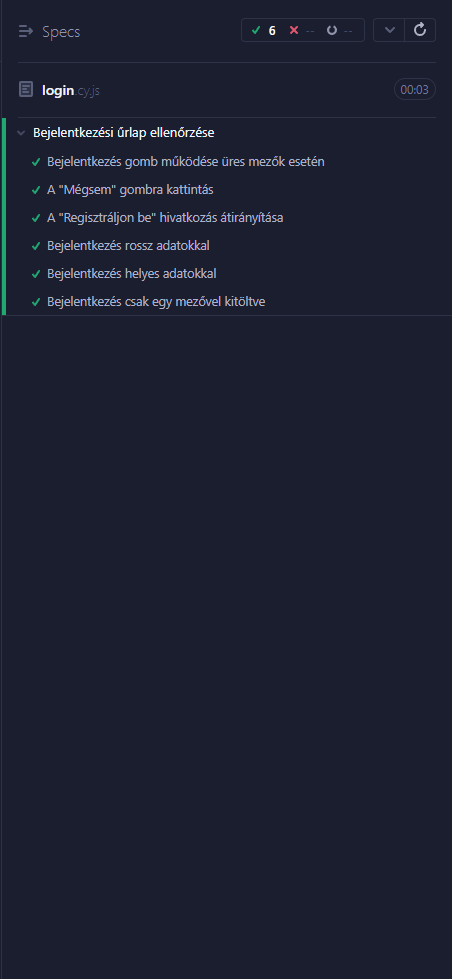 Specs 6 -- --
login.cy.js 00:03
Bejelentkezési űrlap ellenőrzése
Bejelentkezés gomb működése üres mezők esetén
A "Mégsem" gombra kattintás
A "Regisztráljon be" hivatkozás átirányítása
Bejelentkezés rossz adatokkal
Bejelentkezés helyes adatokkal
Bejelentkezés csak egy mezővel kitöltve